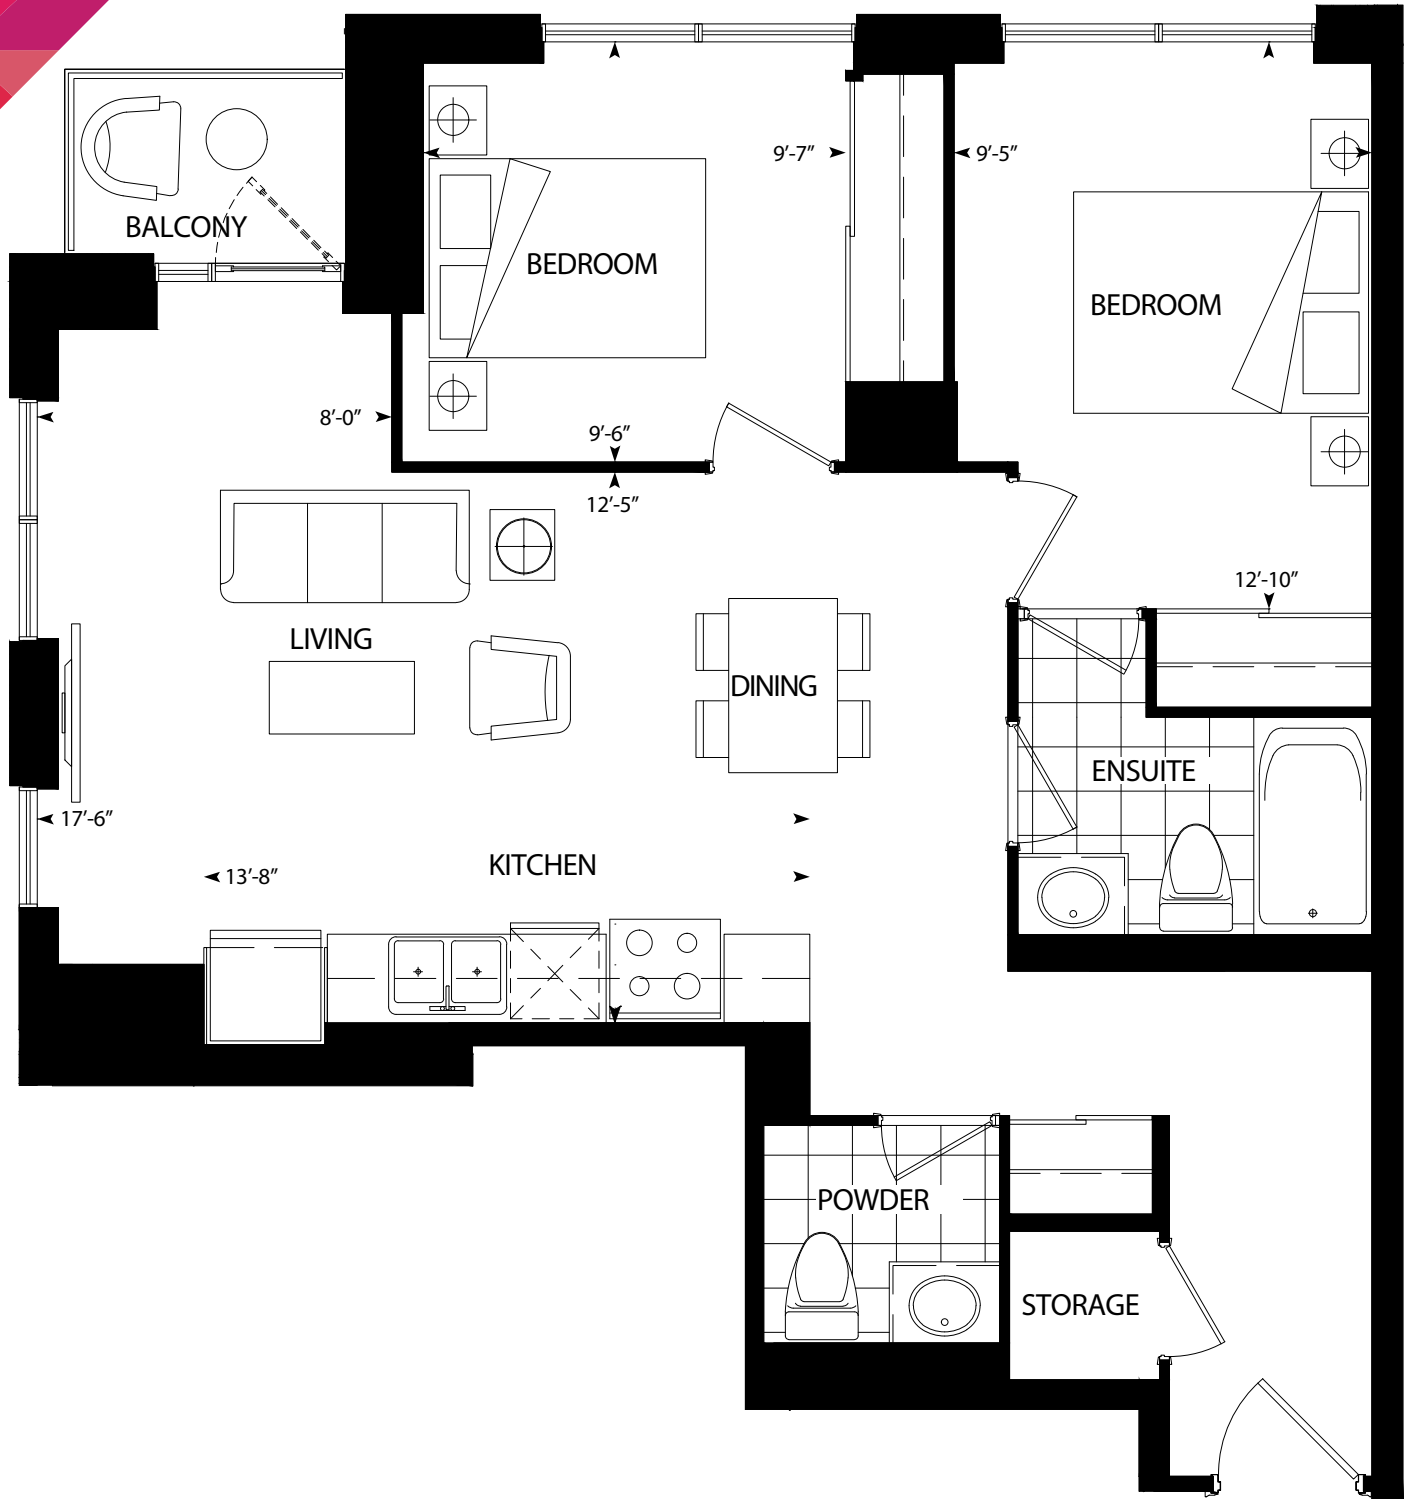 9’-7”
9’-5”
BALCONY
BEDROOM
BEDROOM
8’-0”
9’-6”
12’-5”
12’-10”
LIVING
DINING
ENSUITE
17’-6”
KITCHEN
13’-8”
POWDER
STORAGE